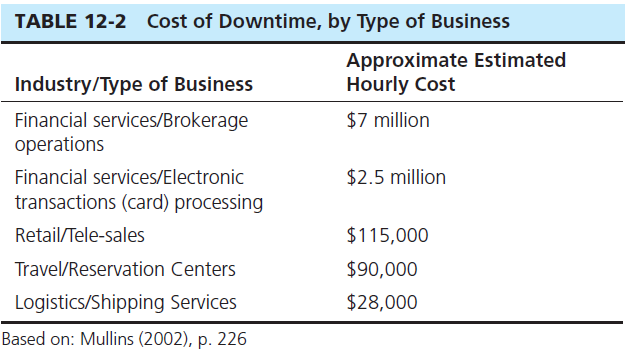 TABLE 12-2 Cost of Downtime, by Type of Business
Industry/Type of Business
Approximate Estimated
Hourly Cost
Financial services/Brokerage
operations
$7 million
Financial services/Electronic
transactions (card) processing
$2.5 million
Retail/Tele-sales
$115,000
Travel/Reservation Centers
$90,000
Logistics/Shipping Services
$28,000
Based on: Mullins (2002), p. 226